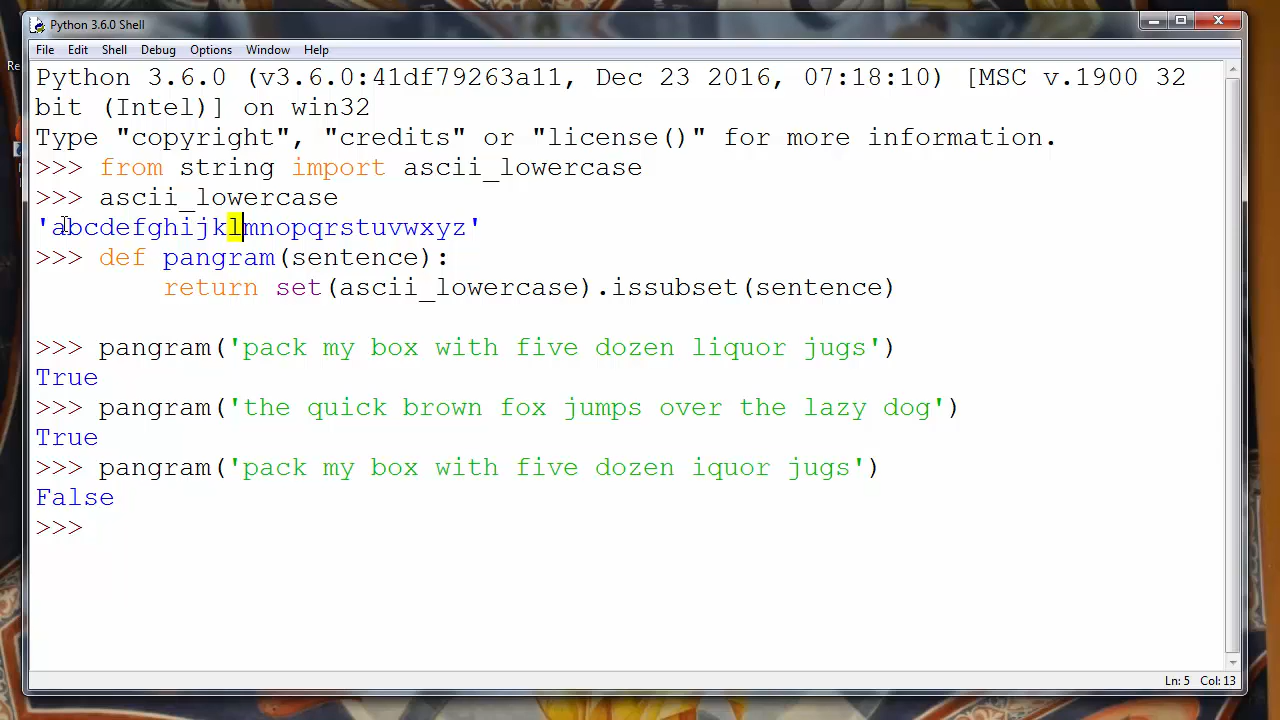 Python 3.6.0 Shell
File Edit Shell Debug Options Window Help
Re
Python 3.6.0 (v3.6.0:41df79263a11, Dec 23 2016, 07:18:10) [MSC v.1900 32
bit (Intel)] on win32
Type "copyright", "credits" or "license()" for more information.
>>> from string import ascii_lowercase
>>> ascii_lowercase
'abcdefghijklmnopqrstuvwxyz'
>>> def pangram(sentence):
        return set(ascii_lowercase).issubset(sentence)
>>> pangram('pack my box with five dozen liquor jugs')
True
>>> pangram('the quick brown fox jumps over the lazy dog')
True
>>> pangram('pack my box with five dozen iquor jugs')
False
>>>
Ln: 5 Col: 13